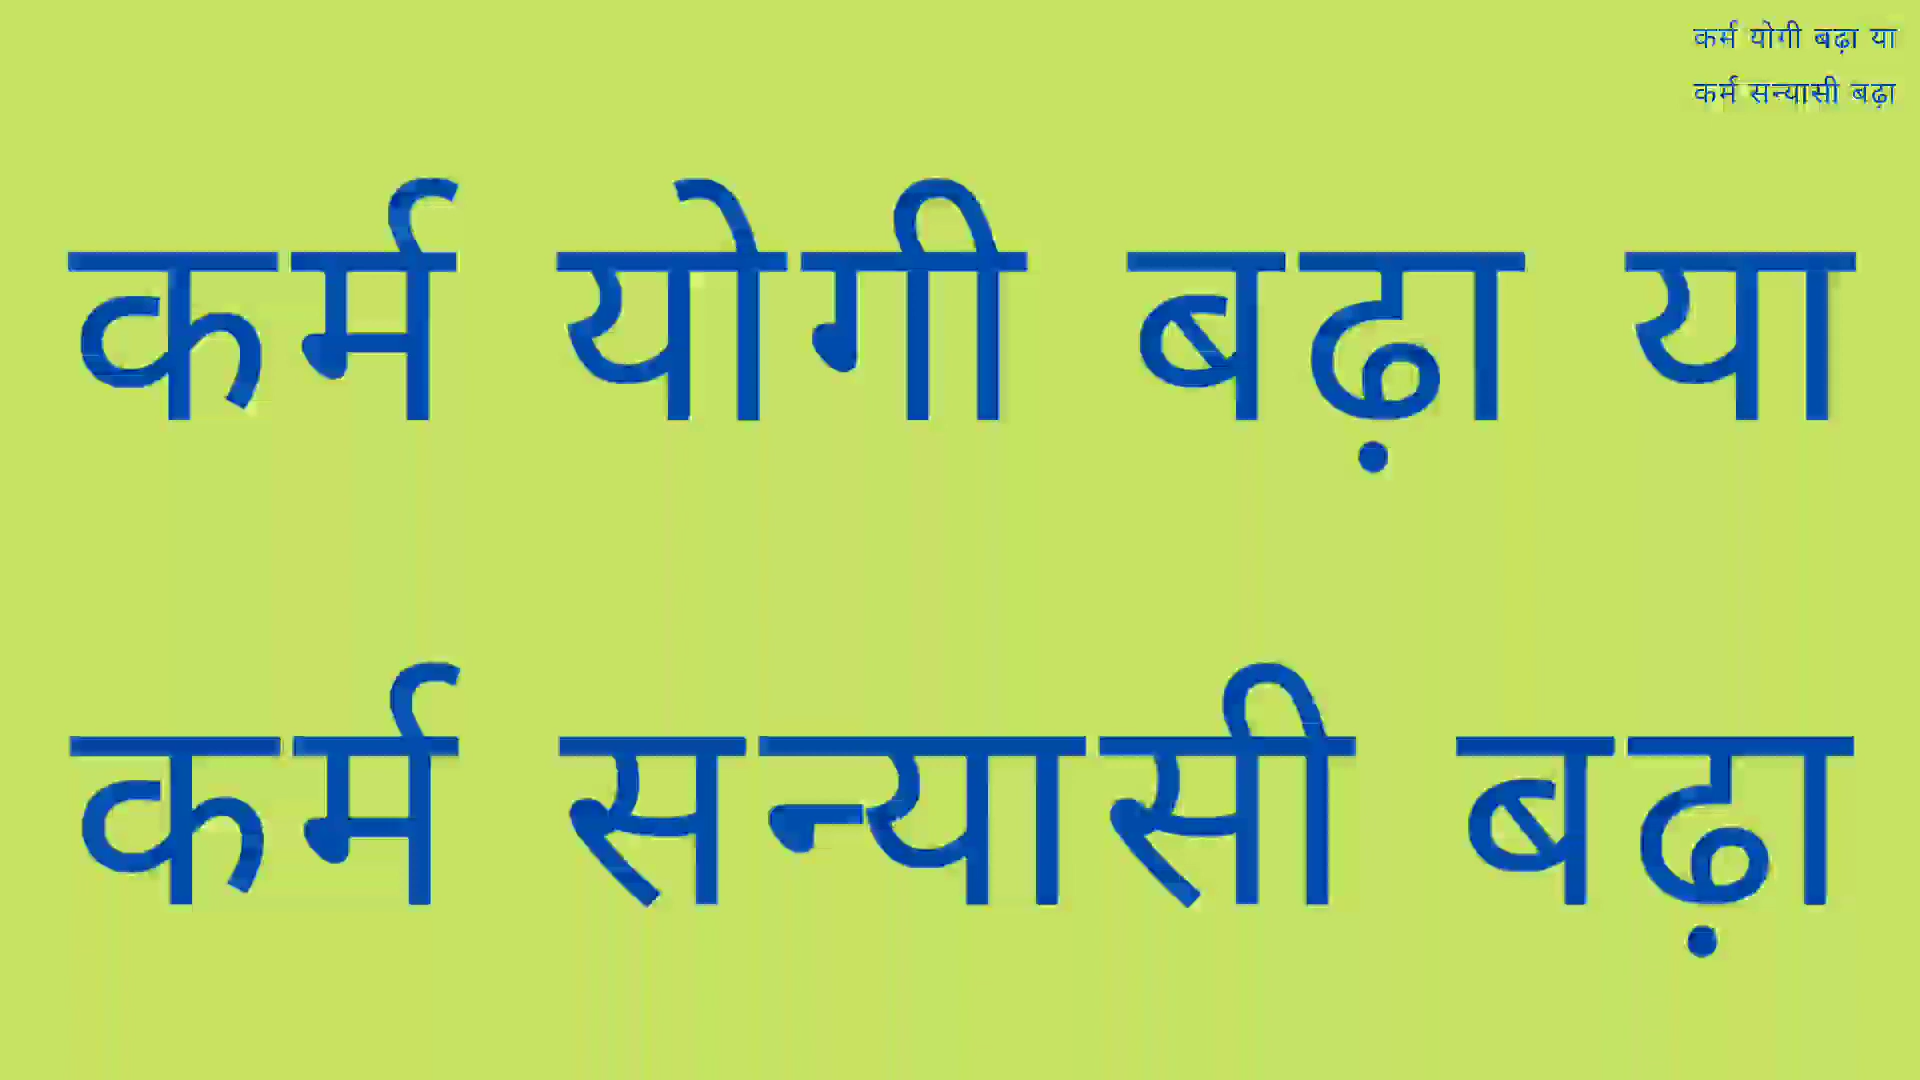 कर्म योगी बढ़ा या
कर्म सन्यासी बढ़ा
कर्म योगी बढ़ा या
कर्म सन्यासी बढ़ा